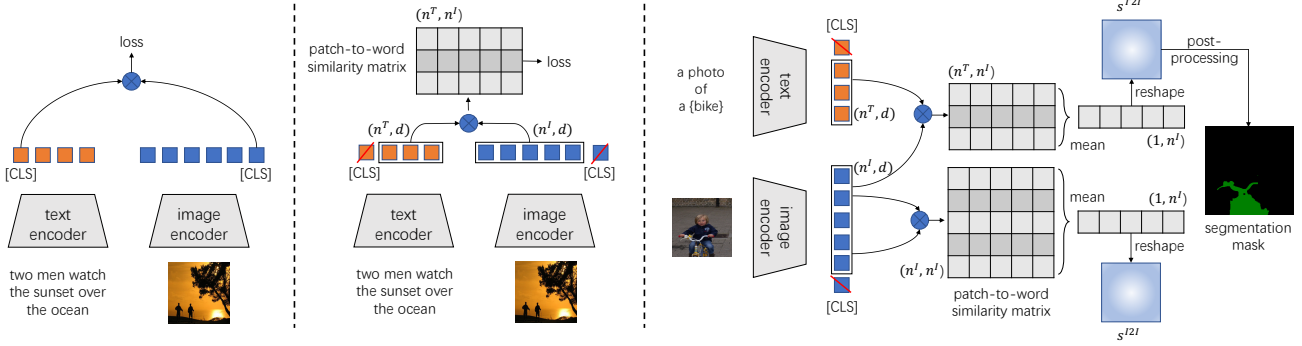 loss
[CLS]
[CLS]
text
encoder
image
encoder
two men watch
the sunset over
the ocean
(n^T, n^I)
patch-to-word
similarity matrix
loss
(n^T, d)
(n^I, d)
[CLS]
[CLS]
text
encoder
image
encoder
two men watch
the sunset over
the ocean
a photo
of
a {bike}
text
encoder
[CLS]
(n^T, d)
(n^T, n^I)
mean
(1, n^I)
reshape
s^{I2I}
post-
processing
segmentation
mask
image
encoder
(n^I, d)
[CLS]
(n^I, n^I)
patch-to-word
similarity matrix
mean
(1, n^I)
reshape
s^{I2I}